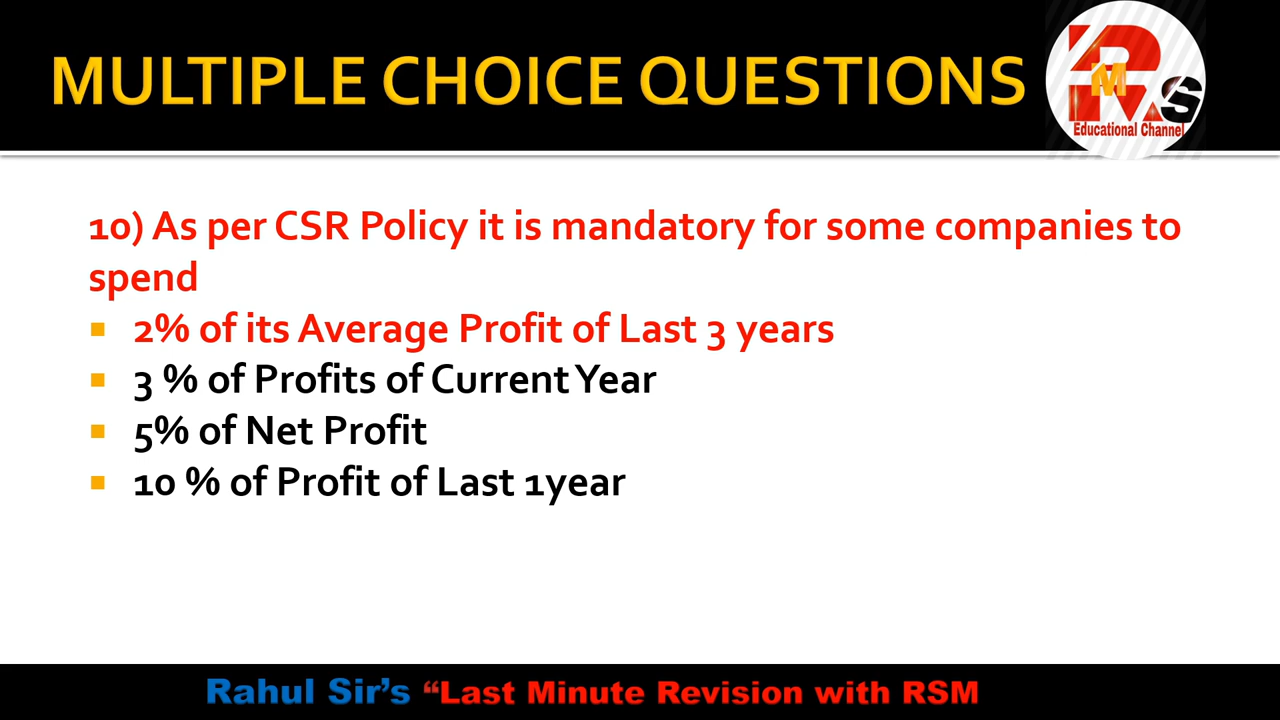 MULTIPLE CHOICE QUESTIONS
RMS
Educational Channel
10) As per CSR Policy it is mandatory for some companies to
spend
2% of its Average Profit of Last 3 years
3 % of Profits of Current Year
5% of Net Profit
10 % of Profit of Last 1year
Rahul Sir's “Last Minute Revision with RSM